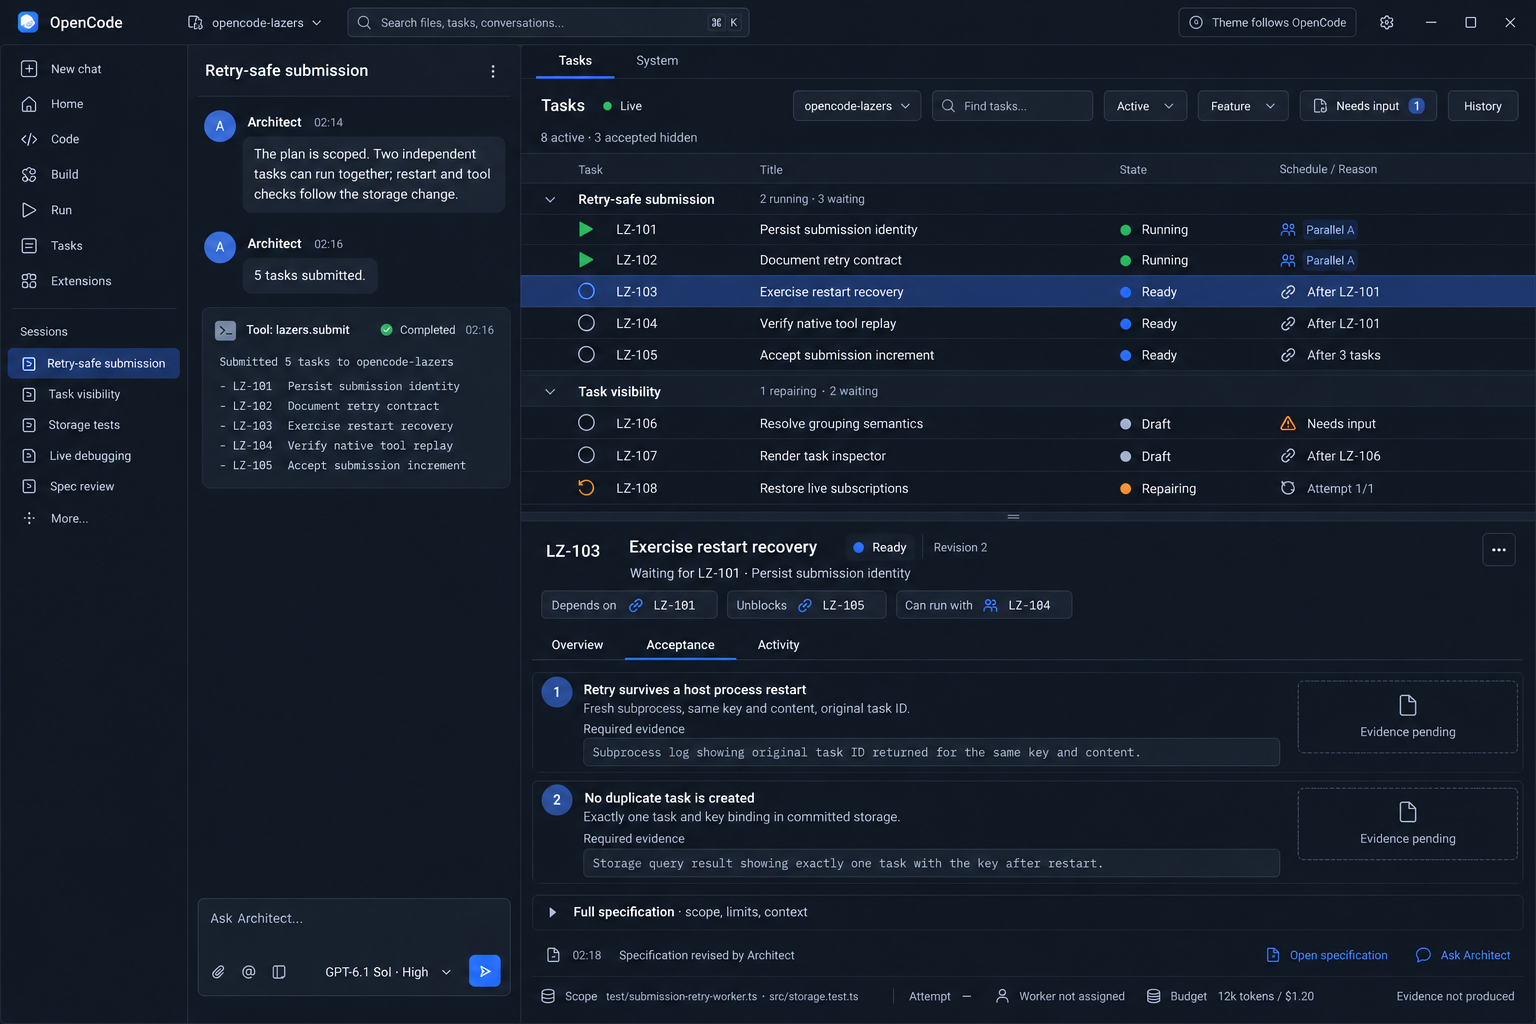 OpenCode
opencode-lazers
Search files, tasks, conversations...
⌘ K
Theme follows OpenCode
New chat
Home
Code
Build
Run
Tasks
Extensions
Sessions
Retry-safe submission
Task visibility
Storage tests
Live debugging
Spec review
More...
Retry-safe submission
A
Architect 02:14
The plan is scoped. Two independent
tasks can run together; restart and tool
checks follow the storage change.
A
Architect 02:16
5 tasks submitted.
Tool: lazers.submit Completed 02:16
Submitted 5 tasks to opencode-lazers
- LZ-101 Persist submission identity
- LZ-102 Document retry contract
- LZ-103 Exercise restart recovery
- LZ-104 Verify native tool replay
- LZ-105 Accept submission increment
Ask Architect...
@ GPT-6.1 Sol · High
Tasks System
Tasks Live
opencode-lazers
Find tasks...
Active
Feature
Needs input 1
History
8 active · 3 accepted hidden
Task Title State Schedule / Reason
Retry-safe submission 2 running · 3 waiting
LZ-101 Persist submission identity Running Parallel A
LZ-102 Document retry contract Running Parallel A
LZ-103 Exercise restart recovery Ready After LZ-101
LZ-104 Verify native tool replay Ready After LZ-101
LZ-105 Accept submission increment Ready After 3 tasks
Task visibility 1 repairing · 2 waiting
LZ-106 Resolve grouping semantics Draft Needs input
LZ-107 Render task inspector Draft After LZ-106
LZ-108 Restore live subscriptions Repairing Attempt 1/1
LZ-103 Exercise restart recovery Ready Revision 2
Waiting for LZ-101 · Persist submission identity
Depends on LZ-101
Unblocks LZ-105
Can run with LZ-104
Overview Acceptance Activity
1 Retry survives a host process restart
Fresh subprocess, same key and content, original task ID.
Required evidence
Subprocess log showing original task ID returned for the same key and content.
Evidence pending
2 No duplicate task is created
Exactly one task and key binding in committed storage.
Required evidence
Storage query result showing exactly one task with the key after restart.
Evidence pending
Full specification · scope, limits, context
02:18 Specification revised by Architect
Open specification
Ask Architect
Scope test/submission-retry-worker.ts · src/storage.test.ts
Attempt —
Worker not assigned
Budget 12k tokens / $1.20
Evidence not produced